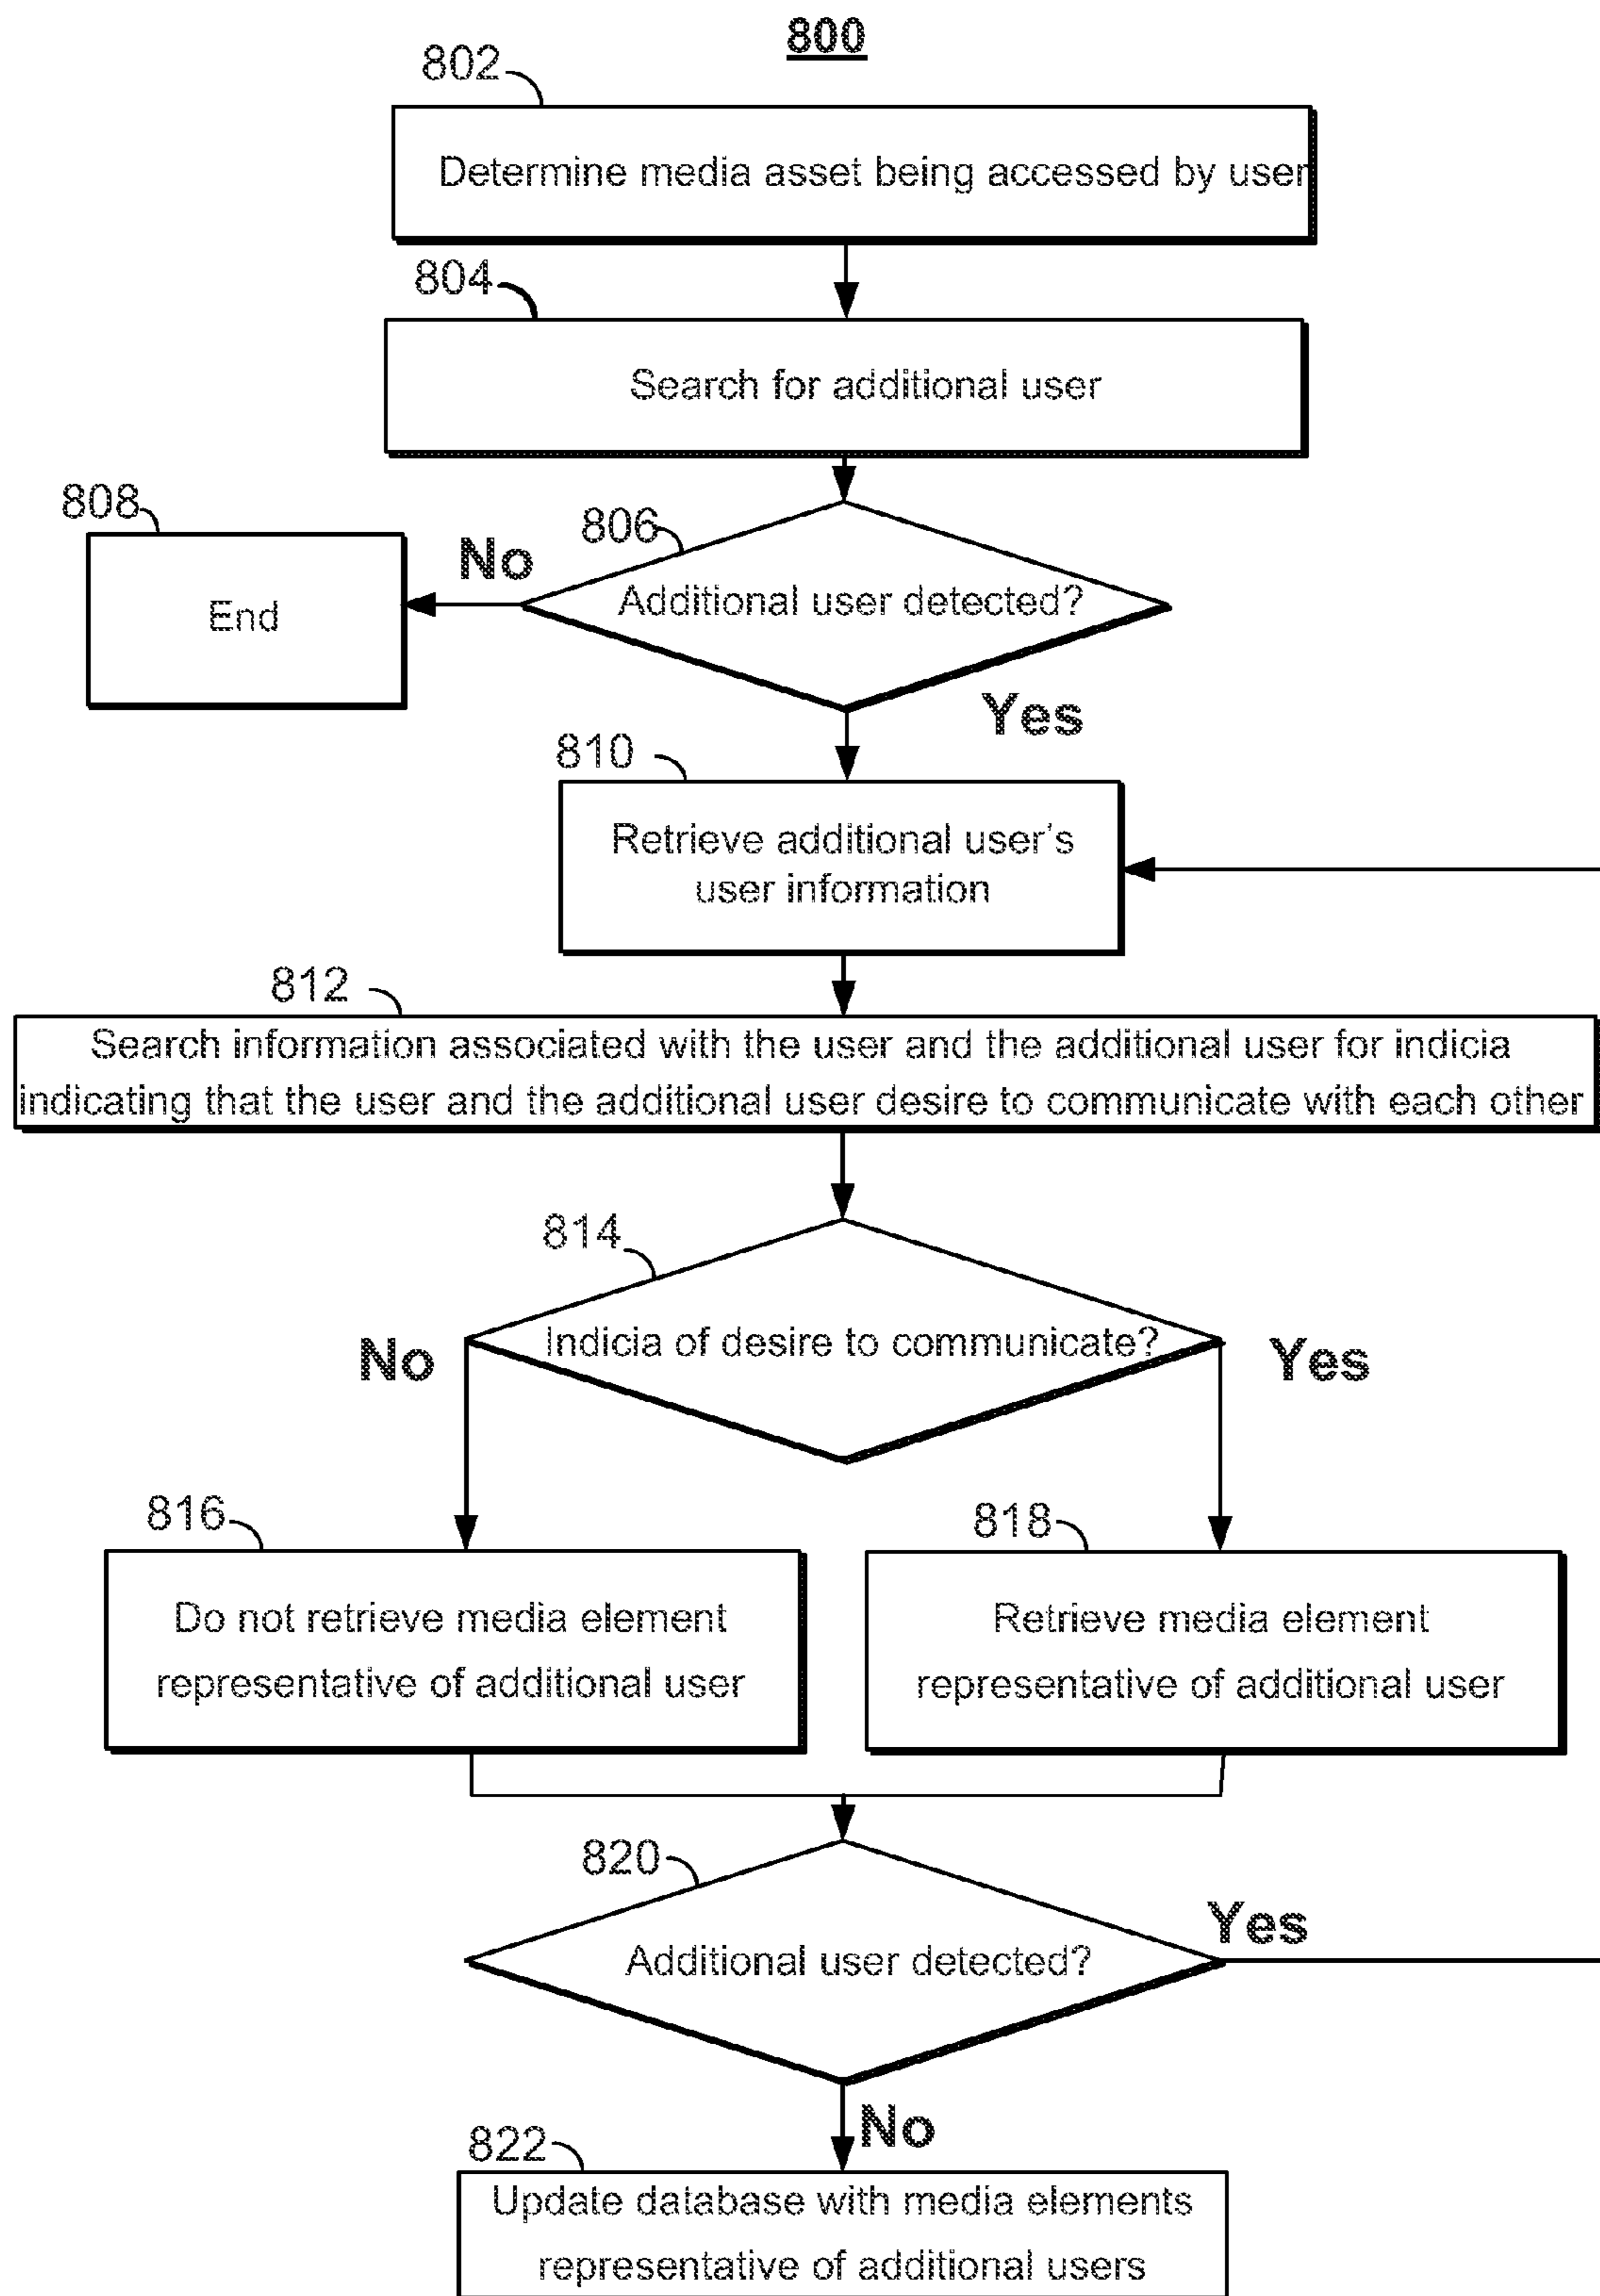 800
802
Determine media asset being accessed by user
804
Search for additional user
808
806
No
End
Additional user detected?
Yes
810
Retrieve additional user's
user information
812
Search information associated with the user and the additional user for indicia
indicating that the user and the additional user desire to communicate with each other
814
Indicia of desire to communicate?
No
Yes
816
818
Do not retrieve media element
representative of additional user
Retrieve media element
representative of additional user
820
Yes
Additional user detected?
No
822
Update database with media elements
representative of additional users